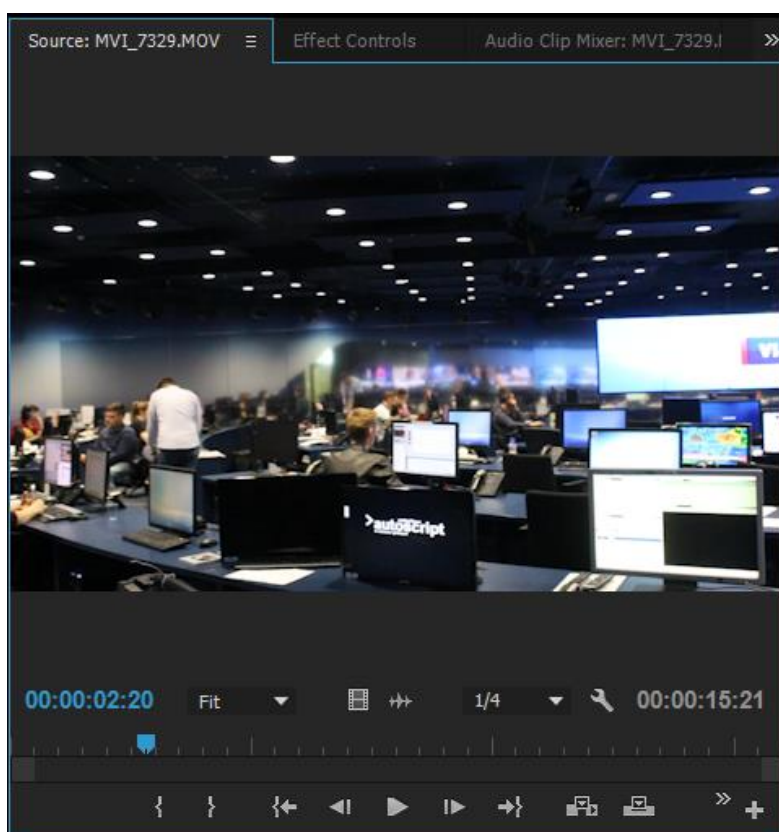 Source: MVI_7329.MOV
Effect Controls
Audio Clip Mixer: MVI_7329.
VI
>autoscript
00:00:02:20
Fit
1/4
00:00:15:21